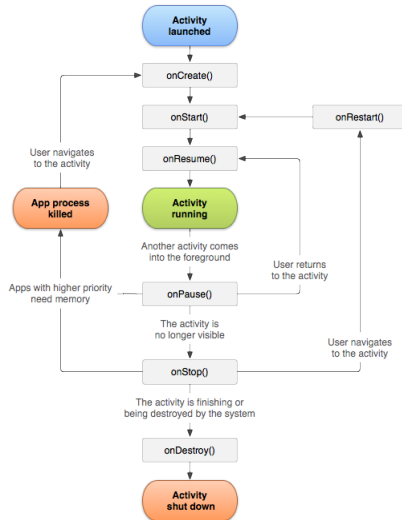 Activity
launched
onCreate()
onStart()
onRestart()
User navigates
to the activity
onResume()
App process
killed
Activity
running
Another activity comes
into the foreground
User returns
to the activity
Apps with higher priority
need memory
onPause()
The activity is
no longer visible
User navigates
to the activity
onStop()
The activity is finishing or
being destroyed by the system
onDestroy()
Activity
shut down